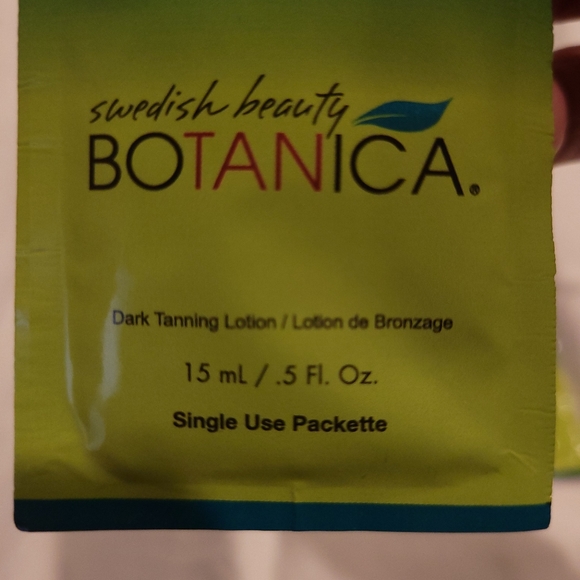 swedish beauty
BOTANICA®
Dark Tanning Lotion / Lotion de Bronzage
15 mL / .5 Fl. Oz.
Single Use Packette